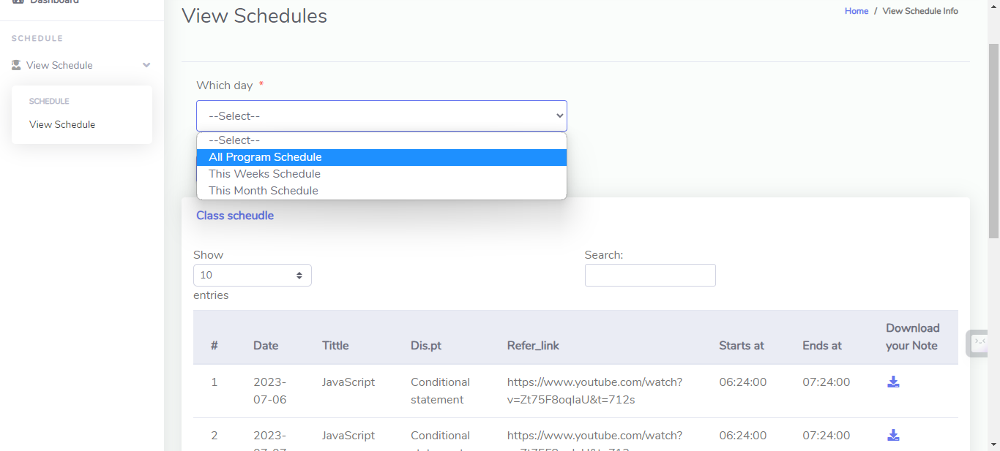 Dashboard
View Schedules
Home / View Schedule Info
SCHEDULE
View Schedule
SCHEDULE
View Schedule
Which day *
--Select--
--Select--
All Program Schedule
This Weeks Schedule
This Month Schedule
Class scheudle
Show
10
entries
Search:
# Date Tittle Dis.pt Refer_link Starts at Ends at Download
your Note
1 2023- JavaScript Conditional https://www.youtube.com/watch? 06:24:00 07:24:00
07-06 statement v=Zt75F8oqIaU&t=712s
2 2023- JavaScript Conditional https://www.youtube.com/watch? 06:24:00 07:24:00